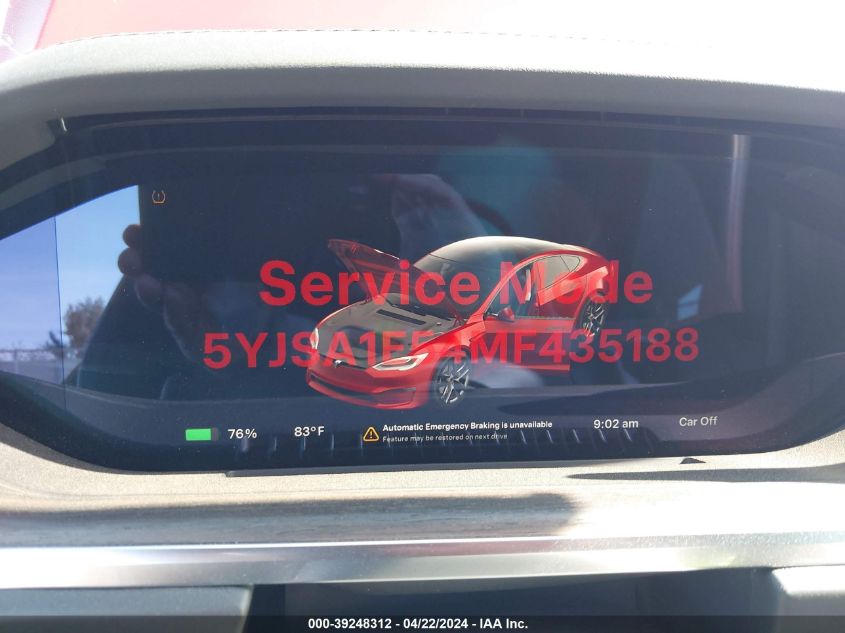 Service Mode
5YJSA1E54MF435188
76%
83°F
Automatic Emergency Braking is unavailable
Feature may be restored on next drive
9:02 am
Car Off
000-39248312 - 04/22/2024 - IAA Inc.